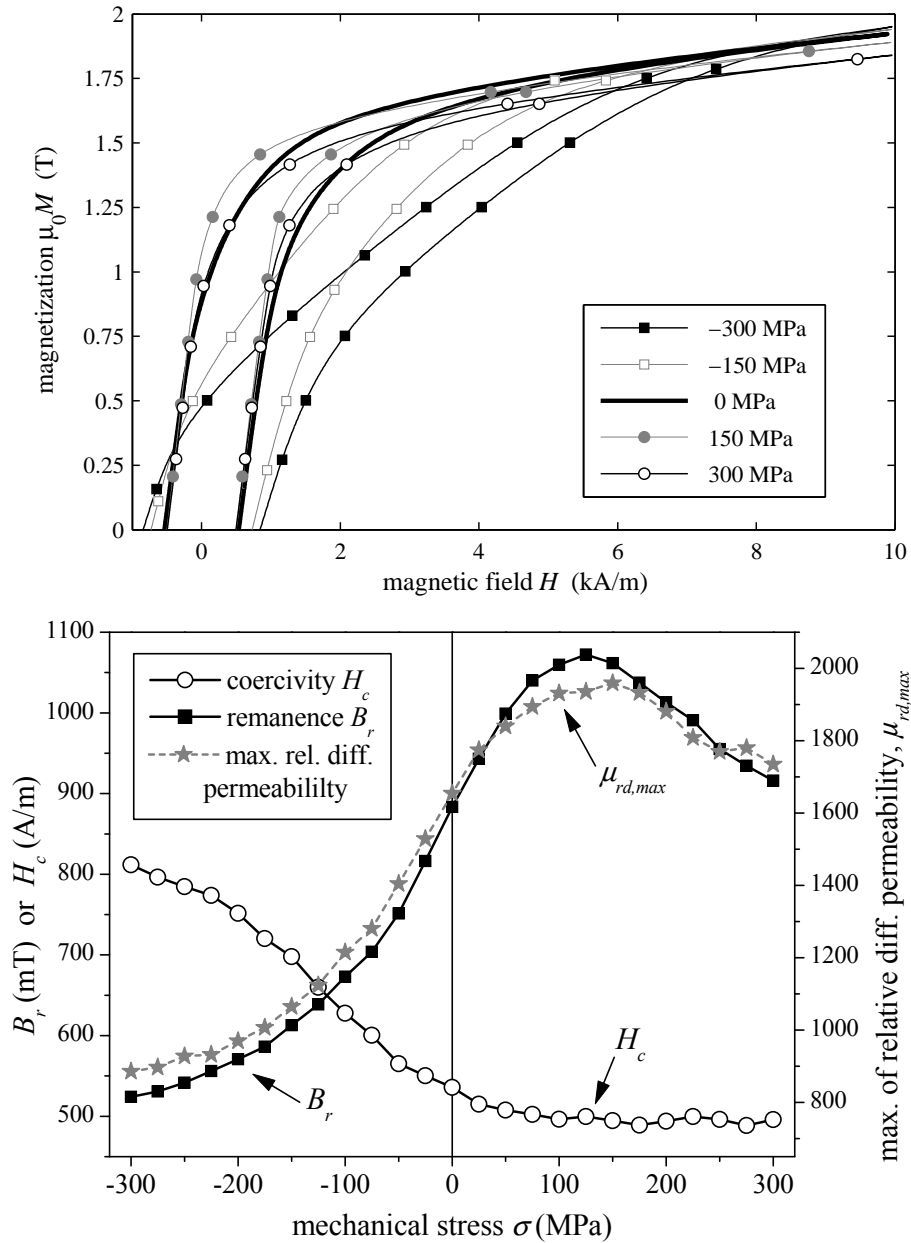 2
1.75
1.5
1.25
1
0.75
0.5
0.25
0
magnetization μ0M (T)
−300 MPa
−150 MPa
0 MPa
150 MPa
300 MPa
0 2 4 6 8 10
magnetic field H (kA/m)
1100
1000
900
800
700
600
500
Br (mT) or Hc (A/m)
coercivity Hc
remanence Br
max. rel. diff.
permeabililty
μrd,max
Hc
Br
2000
1800
1600
1400
1200
1000
800
max. of relative diff. permeability, μrd,max
-300 -200 -100 0 100 200 300
mechanical stress σ (MPa)